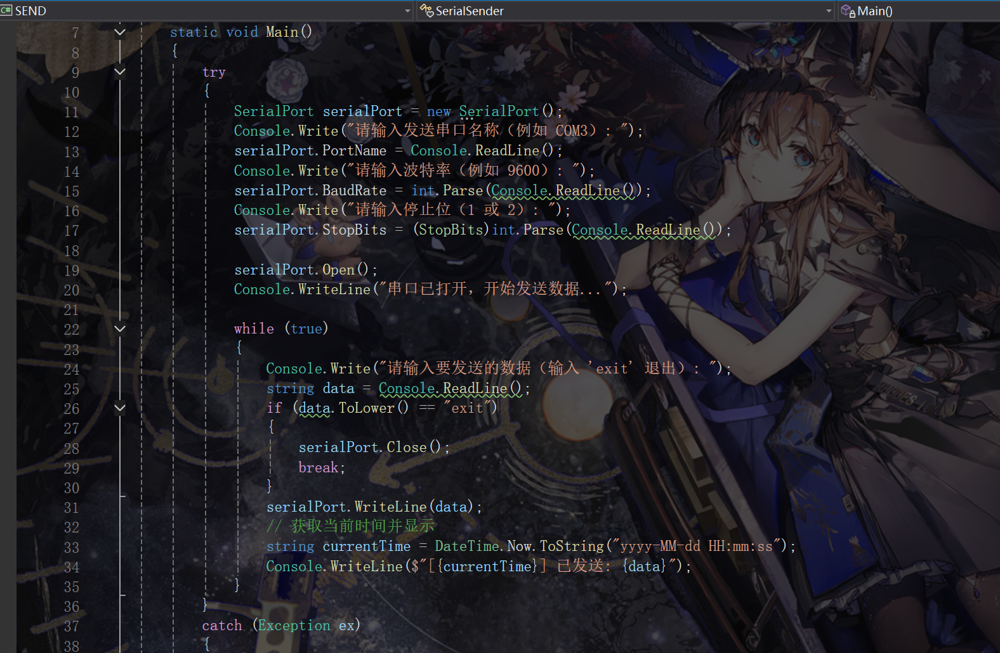 C# SEND SerialSender Main()
7 static void Main()
8 {
9 try
10 {
11 SerialPort serialPort = new SerialPort();
12 Console.Write("请输入发送串口名称（例如 COM3）: ");
13 serialPort.PortName = Console.ReadLine();
14 Console.Write("请输入波特率（例如 9600）: ");
15 serialPort.BaudRate = int.Parse(Console.ReadLine());
16 Console.Write("请输入停止位（1 或 2）: ");
17 serialPort.StopBits = (StopBits)int.Parse(Console.ReadLine());
18
19 serialPort.Open();
20 Console.WriteLine("串口已打开，开始发送数据...");
21
22 while (true)
23 {
24 Console.Write("请输入要发送的数据（输入 'exit' 退出）: ");
25 string data = Console.ReadLine();
26 if (data.ToLower() == "exit")
27 {
28 serialPort.Close();
29 break;
30 }
31 serialPort.WriteLine(data);
32 // 获取当前时间并显示
33 string currentTime = DateTime.Now.ToString("yyyy-MM-dd HH:mm:ss");
34 Console.WriteLine($"[{currentTime}] 已发送: {data}");
35 }
36 }
37 catch (Exception ex)
38 {